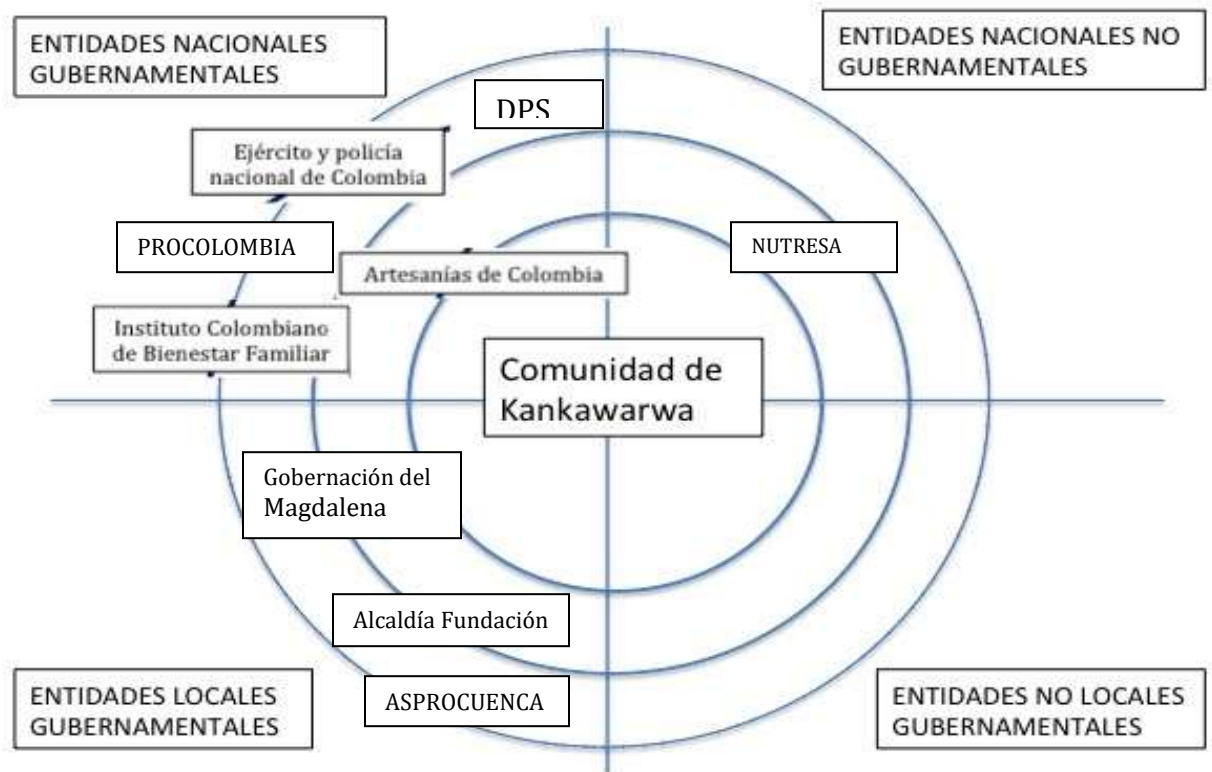 ENTIDADES NACIONALES
GUBERNAMENTALES
ENTIDADES NACIONALES NO
GUBERNAMENTALES
DPS
Ejército y policía
nacional de Colombia
PROCOLOMBIA
NUTRESA
Artesanías de Colombia
Instituto Colombiano
de Bienestar Familiar
Comunidad de
Kankawarwa
Gobernación del
Magdalena
Alcaldía Fundación
ASPROCUENCA
ENTIDADES LOCALES
GUBERNAMENTALES
ENTIDADES NO LOCALES
GUBERNAMENTALES